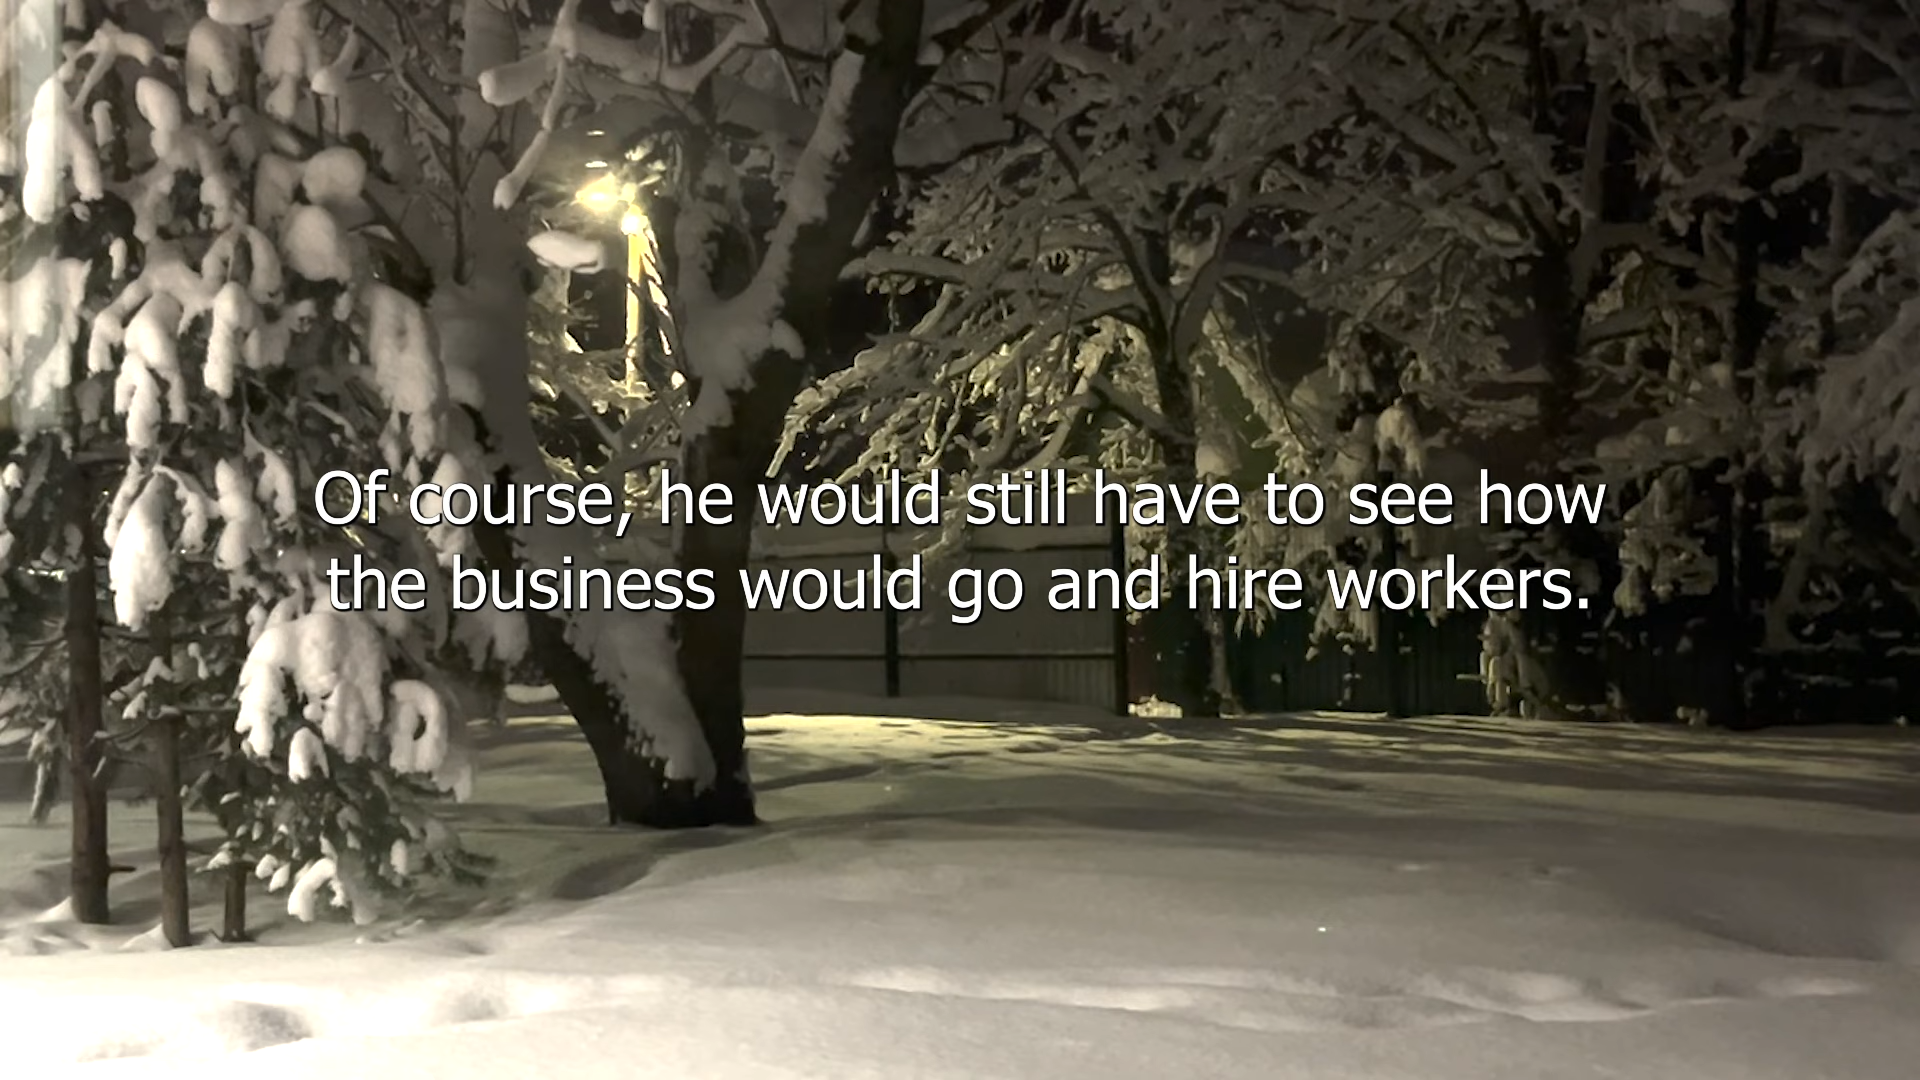 Of course, he would still have to see how
the business would go and hire workers.